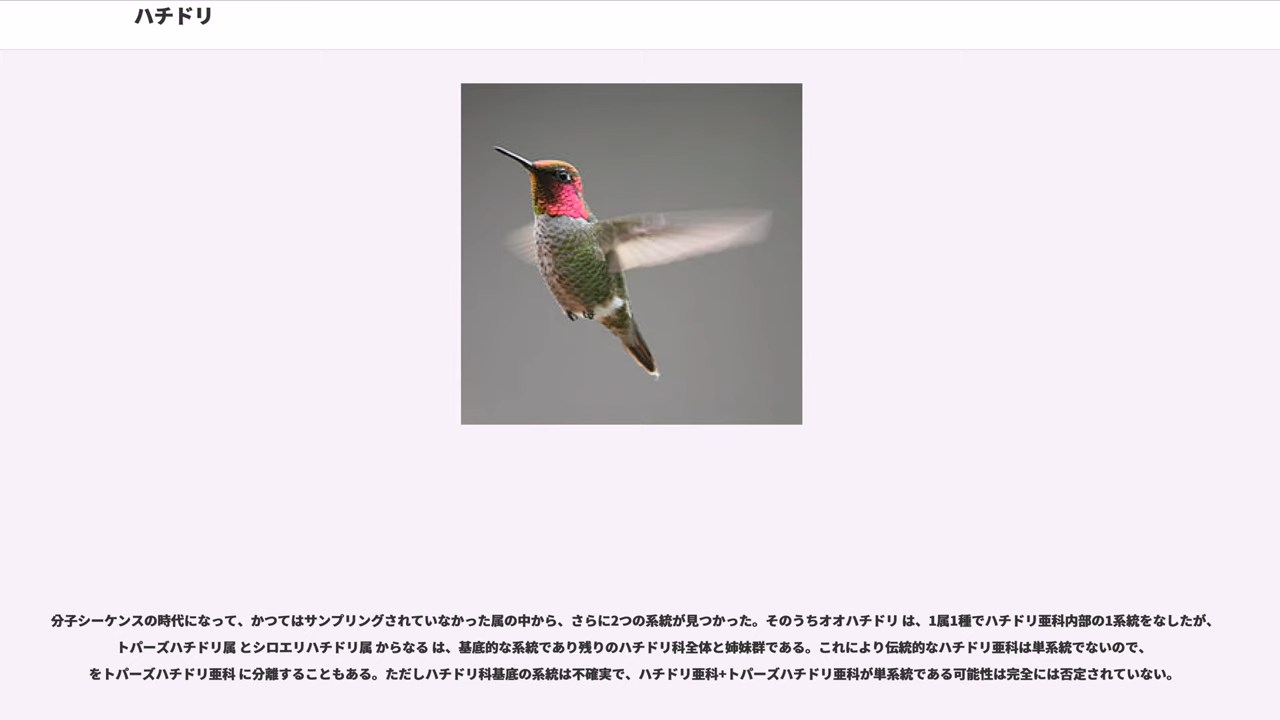 ハチドリ
分子シーケンスの時代になって、かつてはサンプリングされていなかった属の中から、さらに2つの系統が見つかった。そのうちオオハチドリ は、1属1種でハチドリ亜科内部の1系統をなしたが、
トパーズハチドリ属 とシロエリハチドリ属 からなる は、基底的な系統であり残りのハチドリ科全体と姉妹群である。これにより伝統的なハチドリ亜科は単系統でないので、
をトパーズハチドリ亜科 に分離することもある。ただしハチドリ科基底の系統は不確実で、ハチドリ亜科+トパーズハチドリ亜科が単系統である可能性は完全には否定されていない。